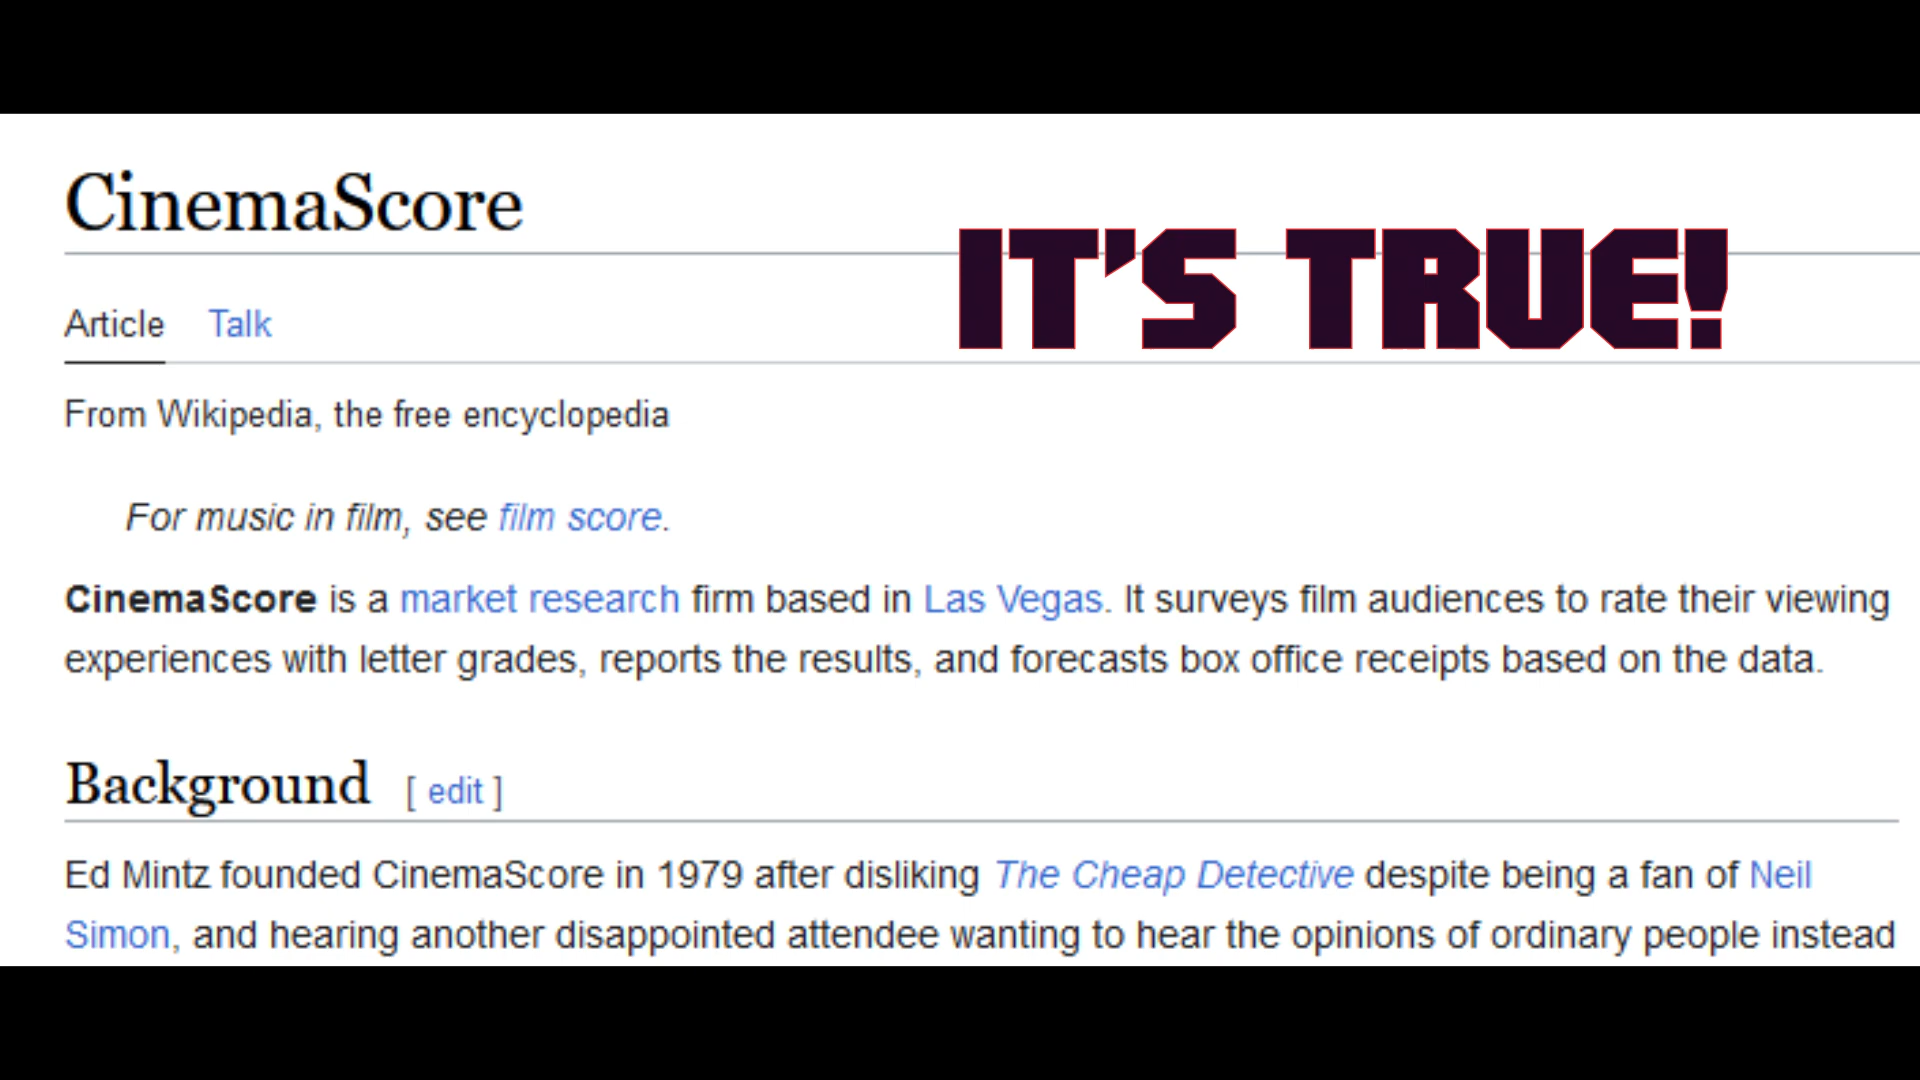 CinemaScore
IT'S TRUE!
Article Talk
From Wikipedia, the free encyclopedia
For music in film, see film score.
CinemaScore is a market research firm based in Las Vegas. It surveys film audiences to rate their viewing
experiences with letter grades, reports the results, and forecasts box office receipts based on the data.
Background [ edit ]
Ed Mintz founded CinemaScore in 1979 after disliking The Cheap Detective despite being a fan of Neil
Simon, and hearing another disappointed attendee wanting to hear the opinions of ordinary people instead